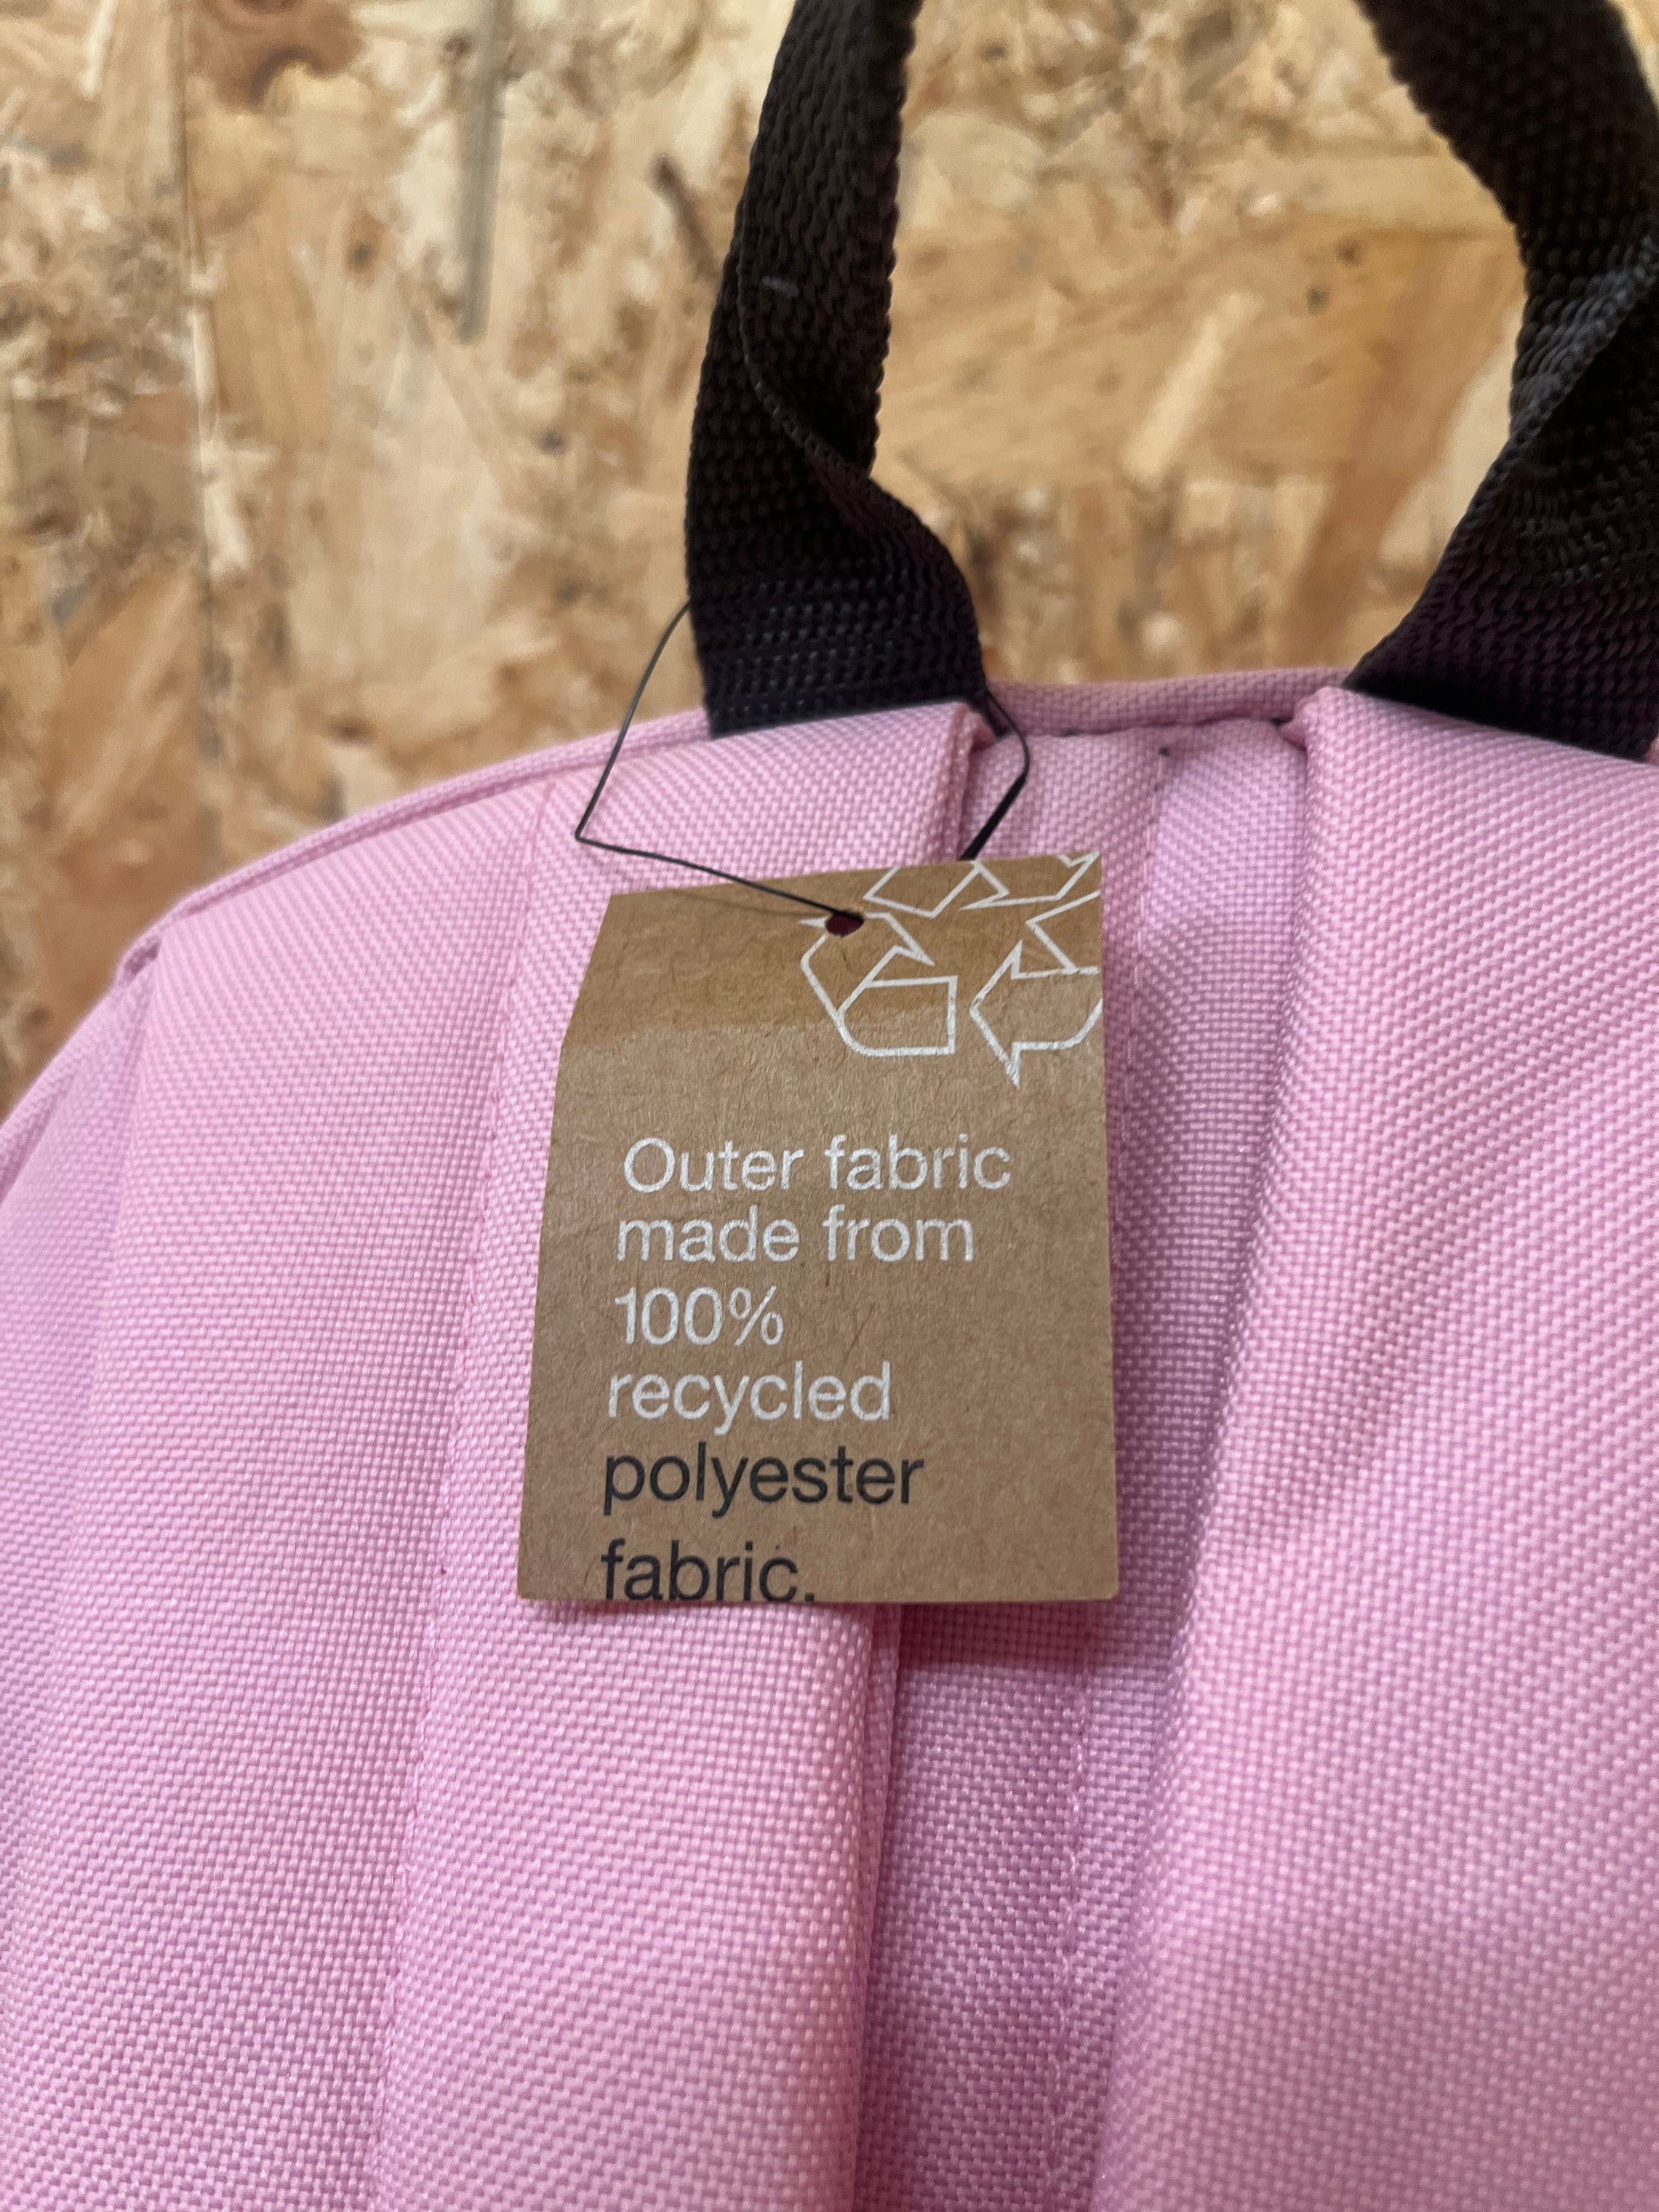 Outer fabric
made from
100%
recycled
polyester
fabric.